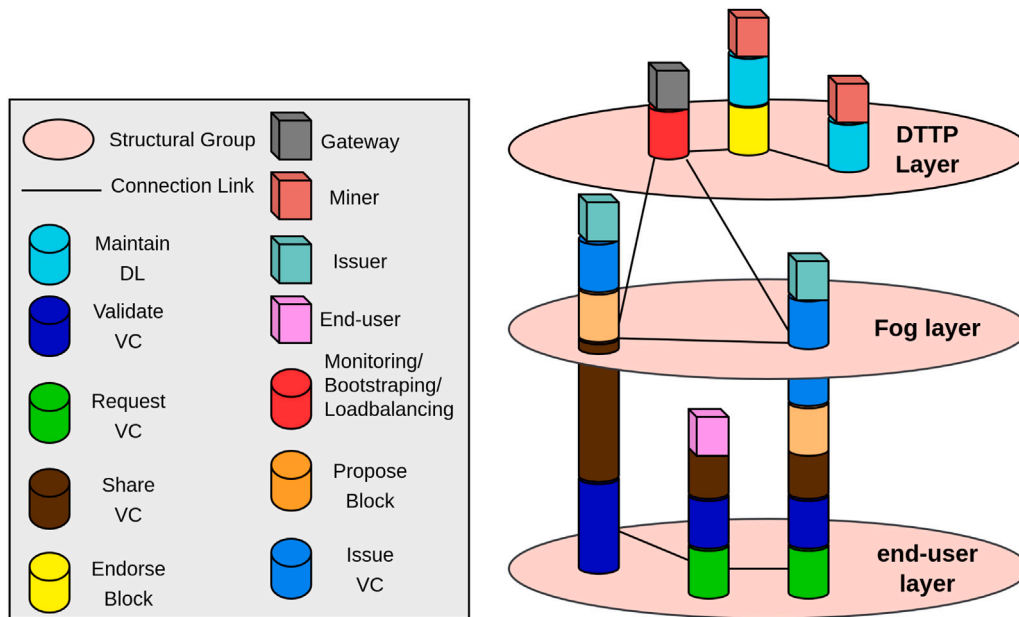 Structural Group
Connection Link
Maintain
DL
Validate
VC
Request
VC
Share
VC
Endorse
Block
Gateway
Miner
Issuer
End-user
Monitoring/
Bootstraping/
Loadbalancing
Propose
Block
Issue
VC
DTTP
Layer
Fog layer
end-user
layer